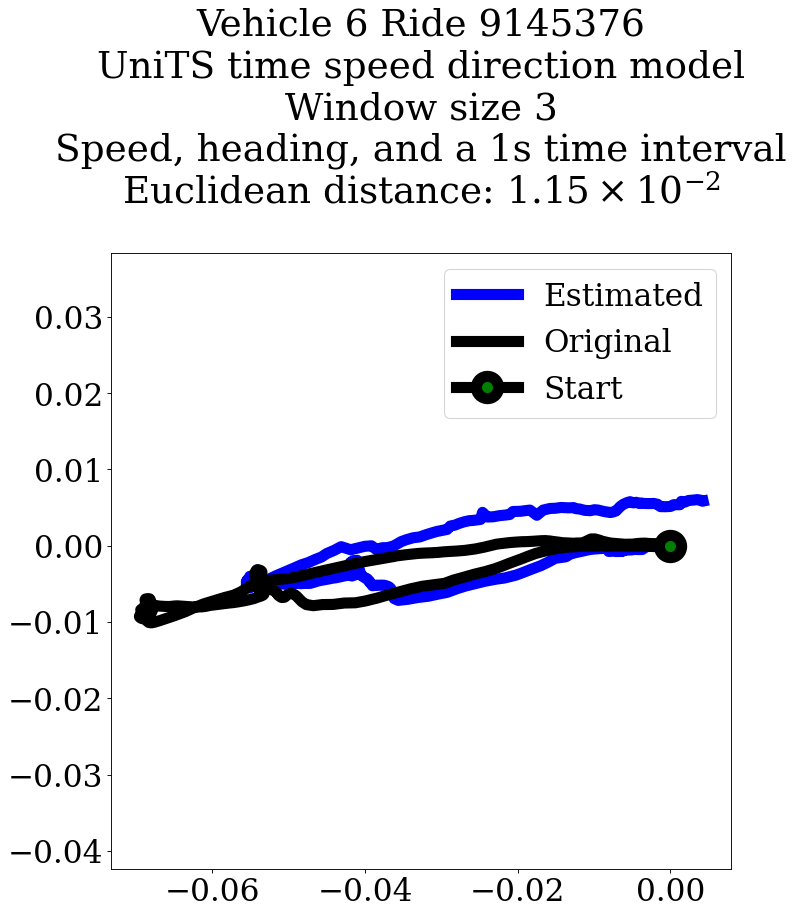 Vehicle 6 Ride 9145376
UniTS time speed direction model
Window size 3
Speed, heading, and a 1s time interval
Euclidean distance: 1.15 × 10⁻²
Estimated
Original
Start
0.03
0.02
0.01
0.00
−0.01
−0.02
−0.03
−0.04
−0.06
−0.04
−0.02
0.00